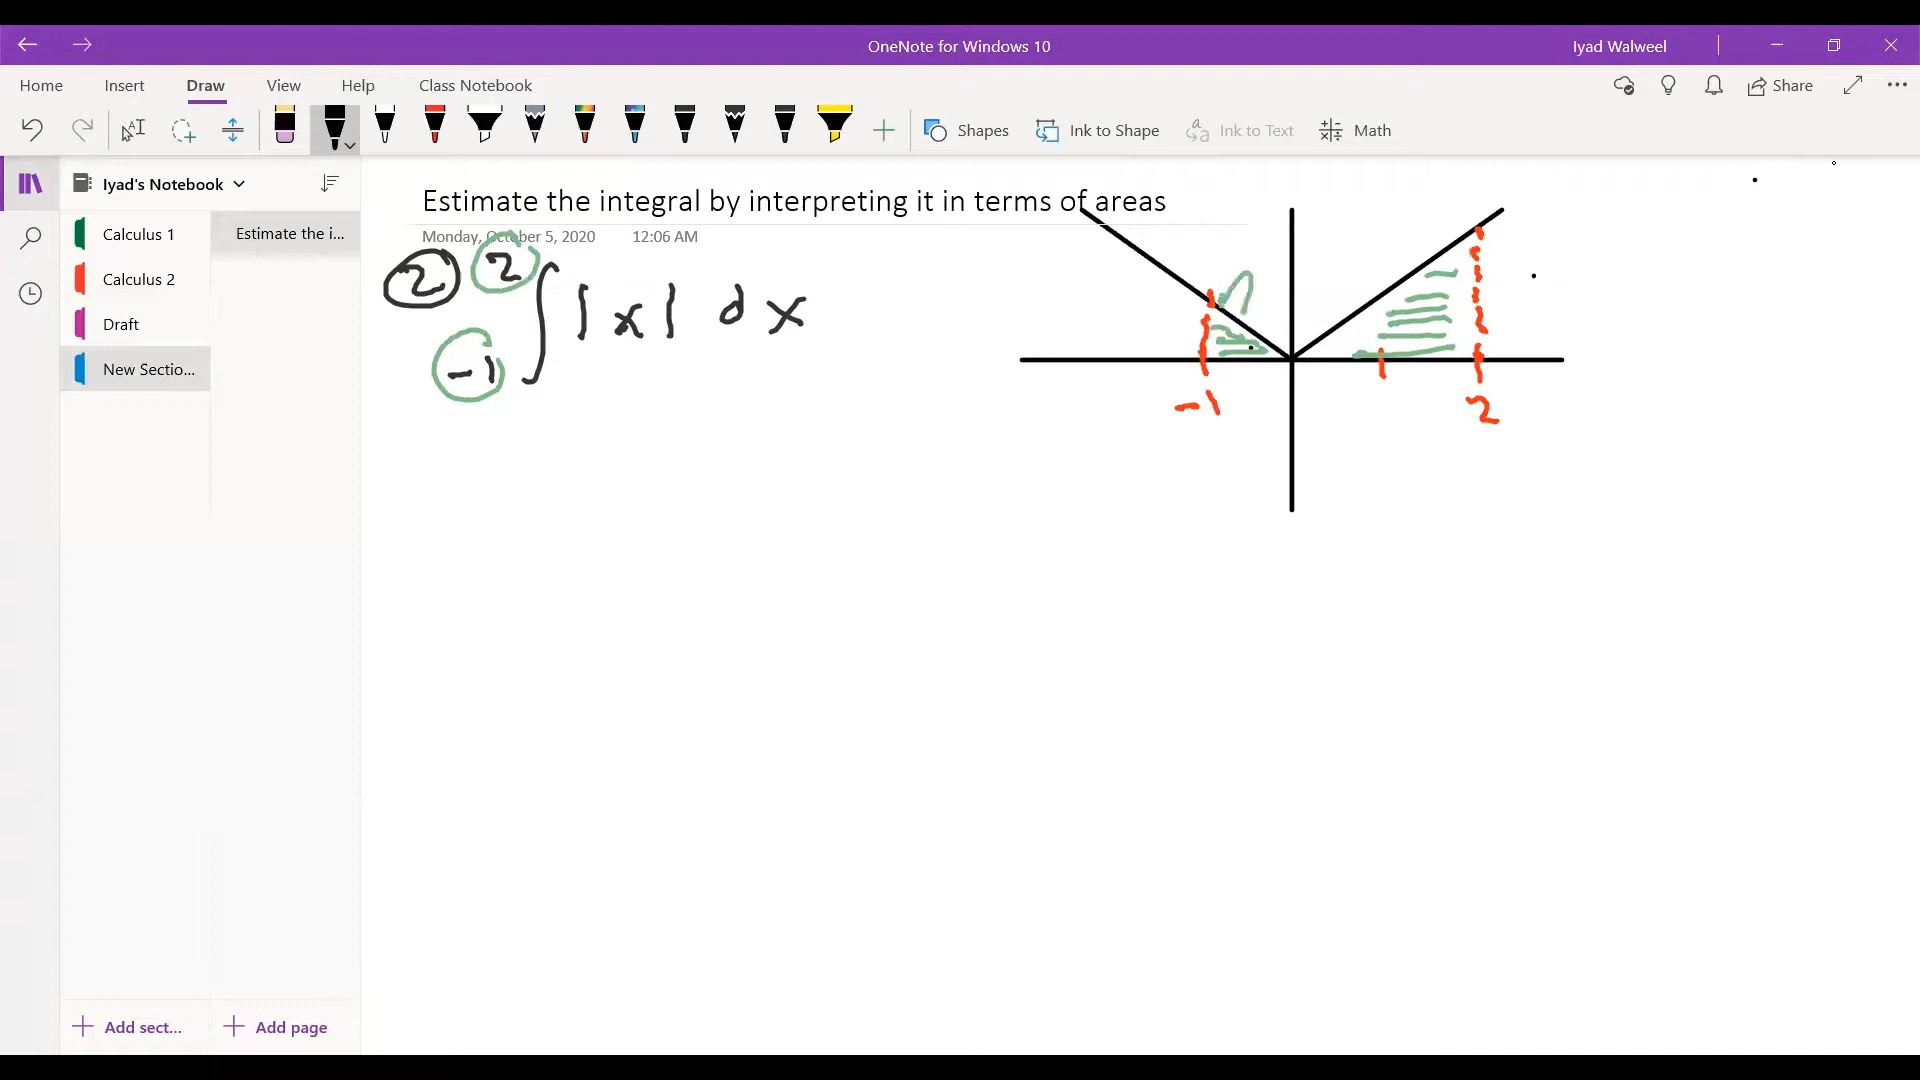 OneNote for Windows 10
Iyad Walweel
Home Insert Draw View Help Class Notebook
Share
Shapes Ink to Shape Ink to Text Math
Iyad's Notebook
Calculus 1
Calculus 2
Draft
New Sectio...
Estimate the i...
Estimate the integral by interpreting it in terms of areas
Monday, October 5, 2020 12:06 AM
2 2
∫ |x| dx
-1
-1 2
Add sect... Add page